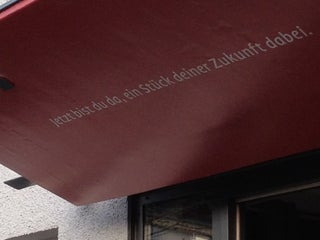 Jetzt bist du da, ein Stück deiner Zukunft dabei.